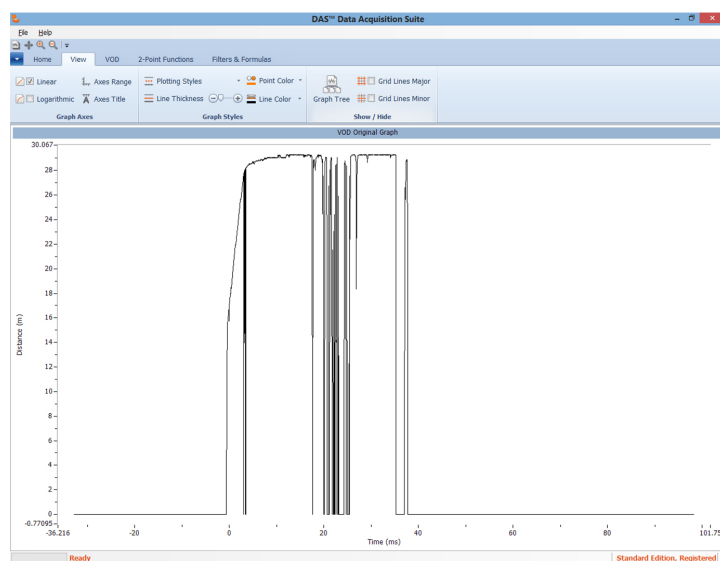 DAS™ Data Acquisition Suite
File Help
Home View VOD 2-Point Functions Filters & Formulas
Linear Axes Range Plotting Styles Point Color Graph Tree Grid Lines Major
Logarithmic Axes Title Line Thickness Line Color Grid Lines Minor
Graph Axes Graph Styles Show / Hide
VOD Original Graph
30.067
28
26
24
22
20
18
16
14
12
10
8
6
4
2
0
-0.77095
Distance (m)
-36.216 -20 0 20 40 60 80 101.75
Time (ms)
Ready Standard Edition, Registered